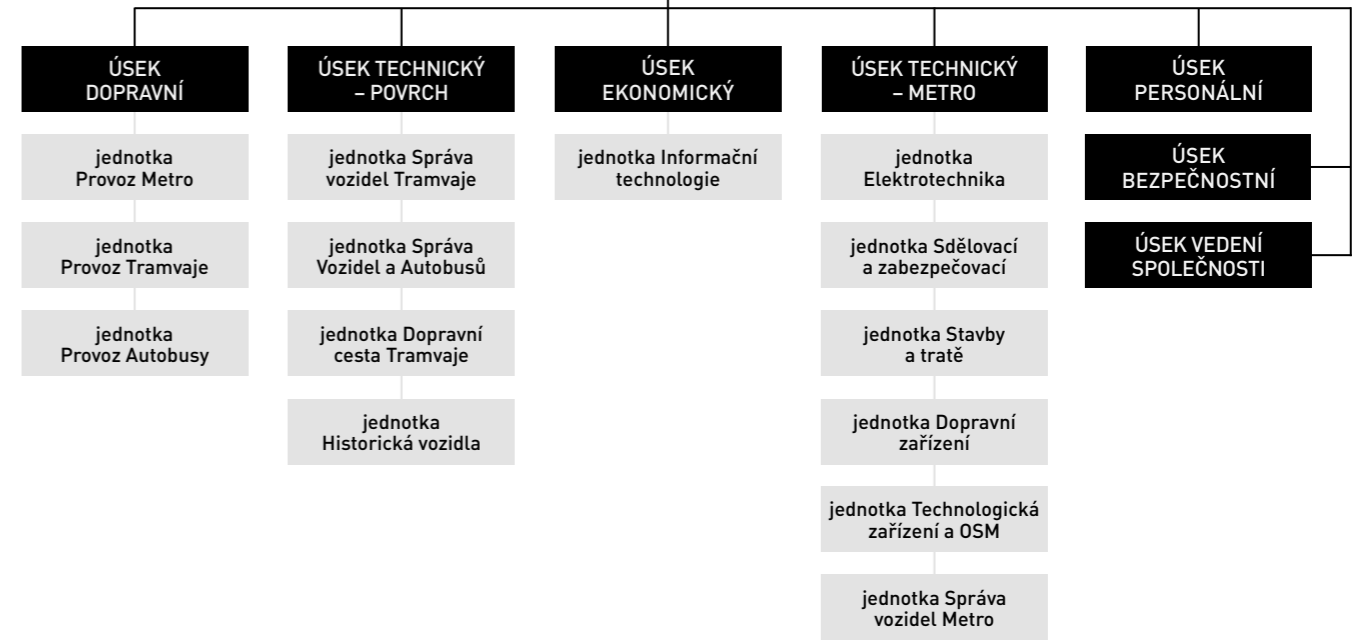 ÚSEK
DOPRAVNÍ
jednotka
Provoz Metro
jednotka
Provoz Tramvaje
jednotka
Provoz Autobusy
ÚSEK TECHNICKÝ
– POVRCH
jednotka Správa
vozidel Tramvaje
jednotka Správa
Vozidel a Autobusů
jednotka Dopravní
cesta Tramvaje
jednotka
Historická vozidla
ÚSEK
EKONOMICKÝ
jednotka Informační
technologie
ÚSEK TECHNICKÝ
– METRO
jednotka
Elektrotechnika
jednotka Sdělovací
a zabezpečovací
jednotka Stavby
a tratě
jednotka Dopravní
zařízení
jednotka Technologická
zařízení a OSM
jednotka Správa
vozidel Metro
ÚSEK
PERSONÁLNÍ
ÚSEK
BEZPEČNOSTNÍ
ÚSEK VEDENÍ
SPOLEČNOSTI